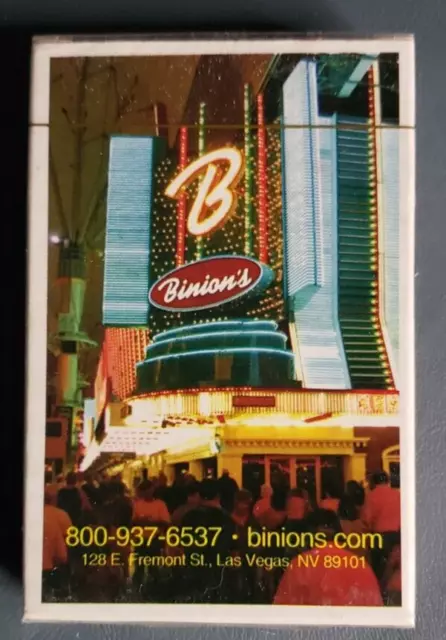 B
Binion's
800-937-6537 · binions.com
128 E. Fremont St., Las Vegas, NV 89101